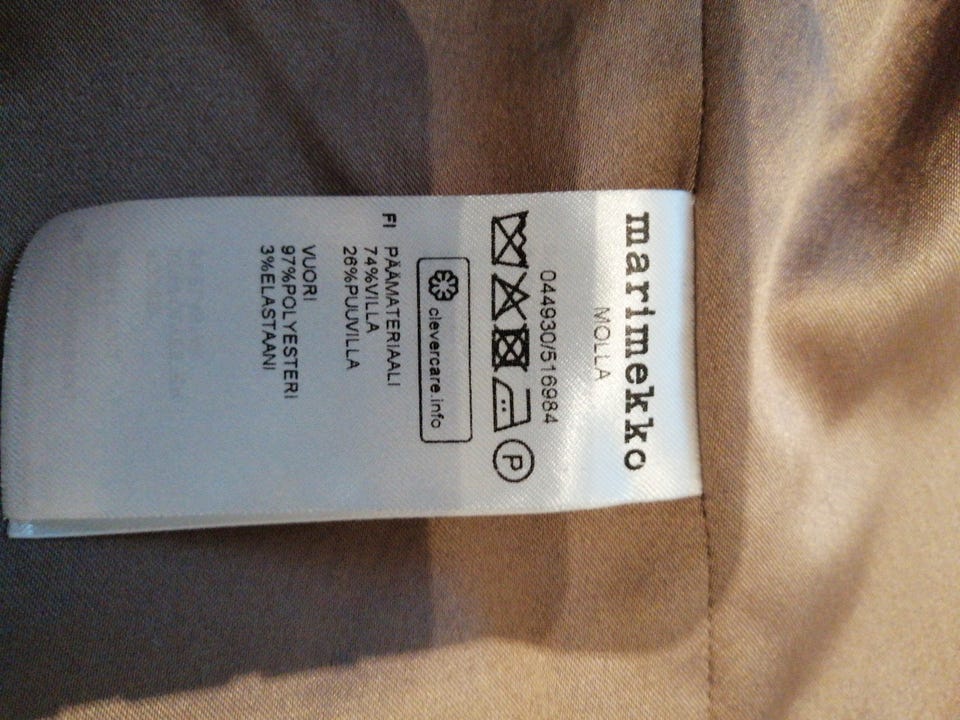 marimekko
MOLLA
044930/516984
P
clevercare.info
FI PÄÄMATERIAALI
74%VILLA
26%PUUVILLA
VUORI
97%POLYESTERI
3%ELASTAANI